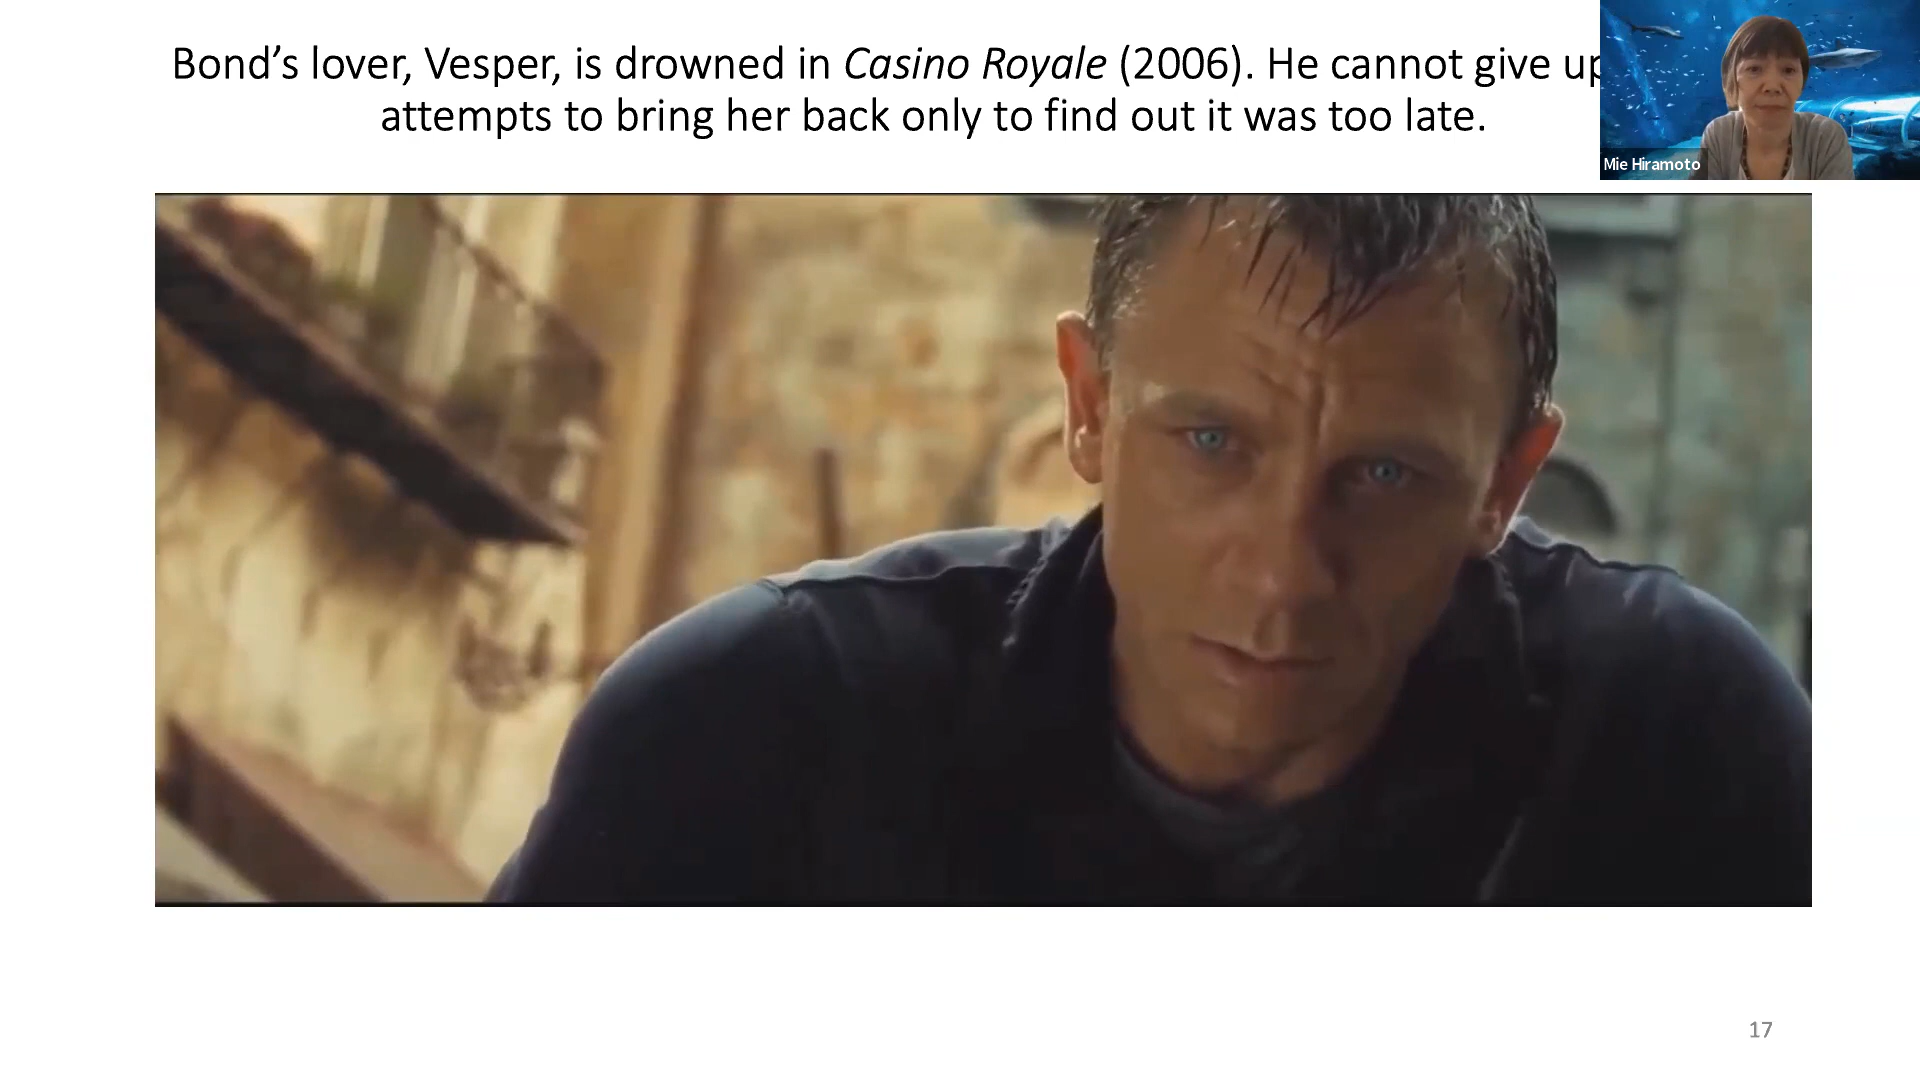 Bond’s lover, Vesper, is drowned in Casino Royale (2006). He cannot give up
attempts to bring her back only to find out it was too late.
Mie Hiramoto
17